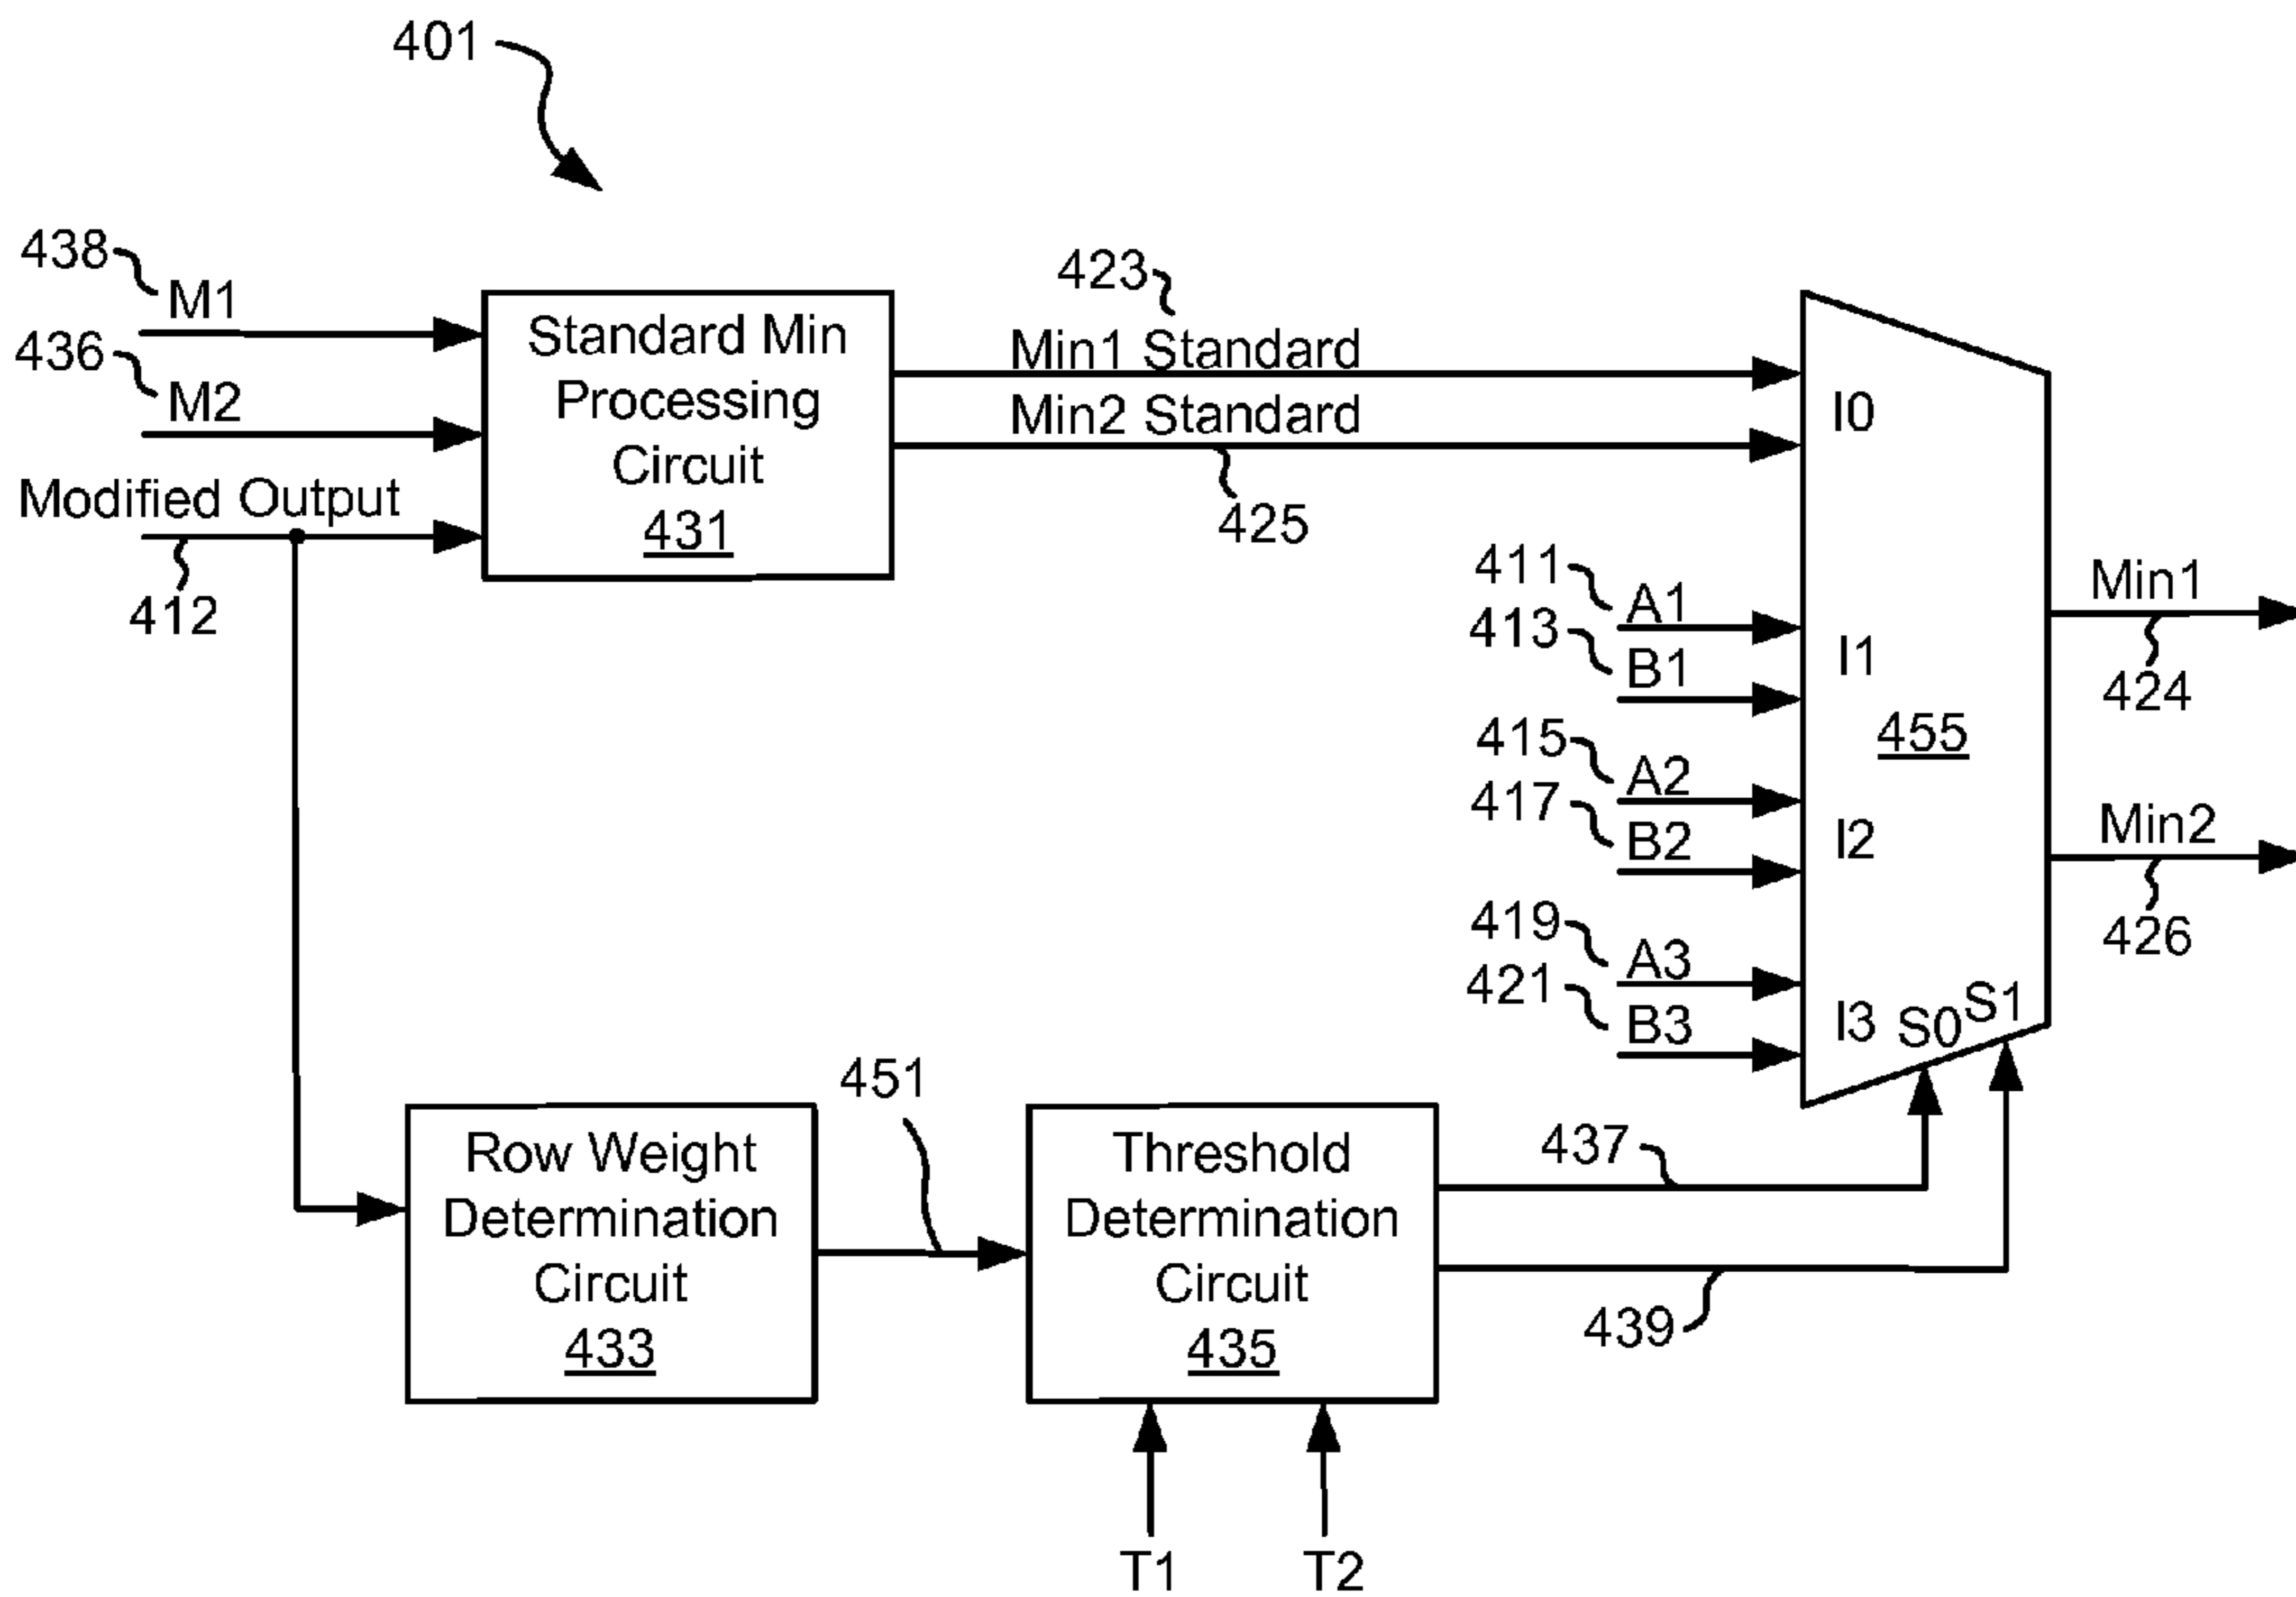 401
438
M1
436
M2
Modified Output
412
Standard Min
Processing
Circuit
431
423
Min1 Standard
Min2 Standard
425
I0
411
A1
413
B1
I1
455
415
A2
417
B2
I2
419
A3
421
B3
I3
S0
S1
Min1
424
Min2
426
Row Weight
Determination
Circuit
433
451
Threshold
Determination
Circuit
435
437
439
T1
T2